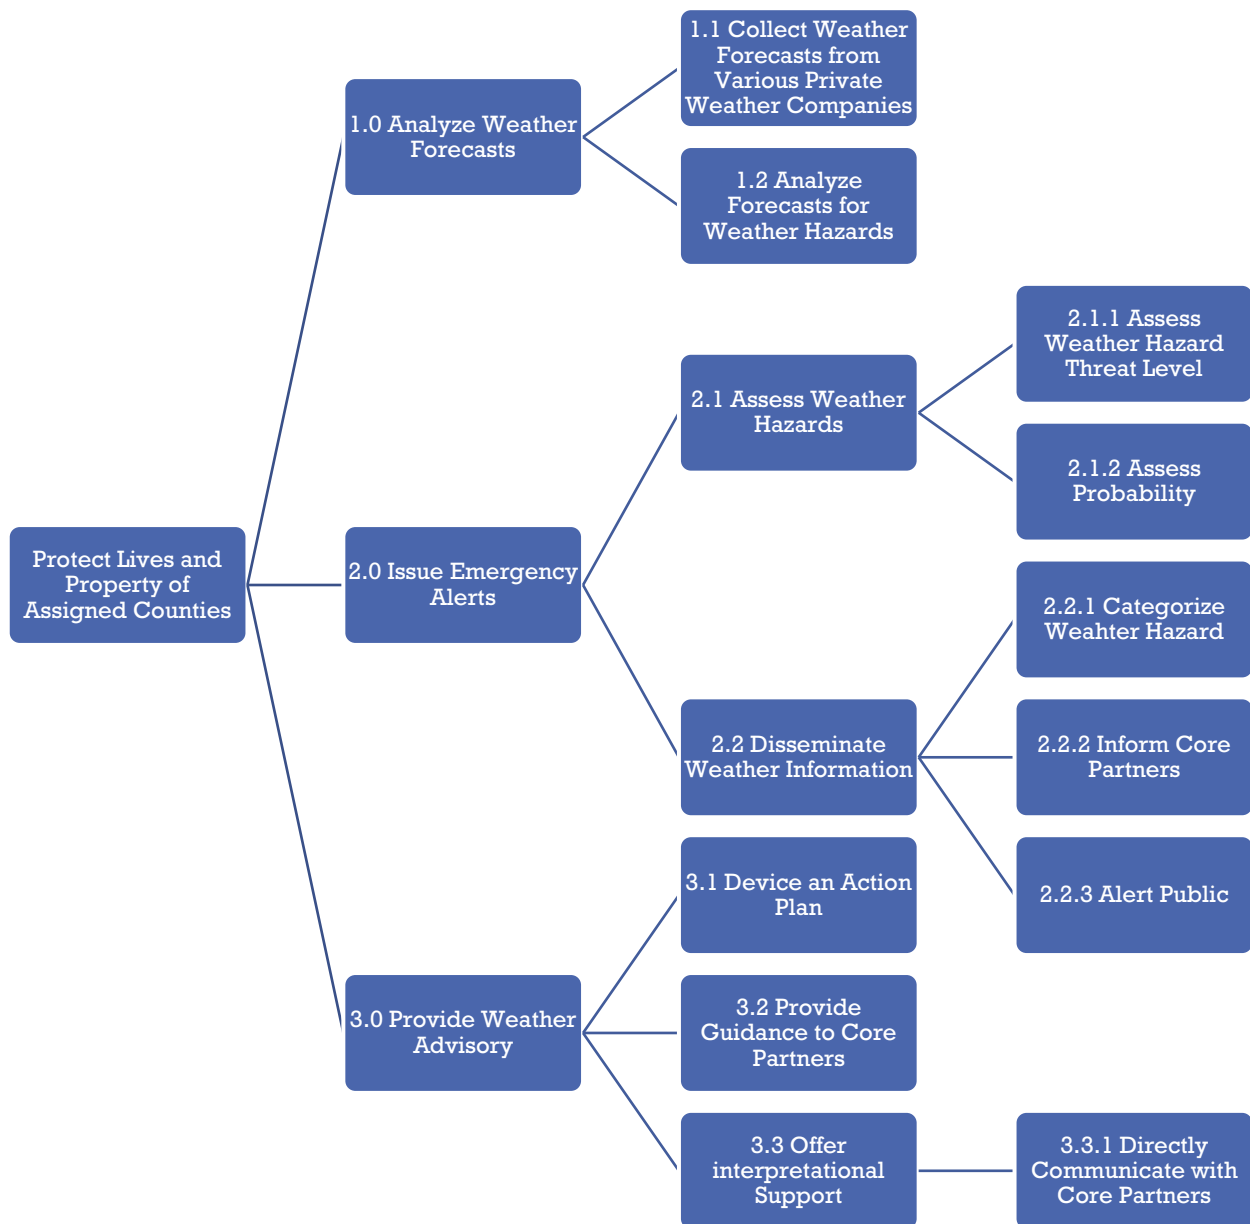 Protect Lives and
Property of
Assigned Counties
1.0 Analyze Weather
Forecasts
1.1 Collect Weather
Forecasts from
Various Private
Weather Companies
1.2 Analyze
Forecasts for
Weather Hazards
2.0 Issue Emergency
Alerts
2.1 Assess Weather
Hazards
2.1.1 Assess
Weather Hazard
Threat Level
2.1.2 Assess
Probability
2.2 Disseminate
Weather Information
2.2.1 Categorize
Weahter Hazard
2.2.2 Inform Core
Partners
2.2.3 Alert Public
3.0 Provide Weather
Advisory
3.1 Device an Action
Plan
3.2 Provide
Guidance to Core
Partners
3.3 Offer
interpretational
Support
3.3.1 Directly
Communicate with
Core Partners